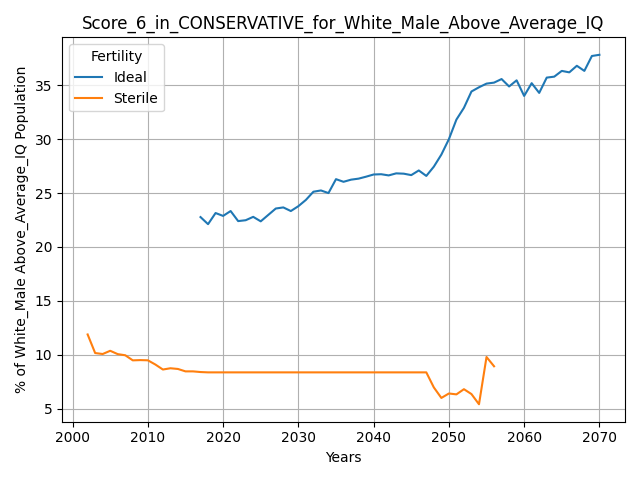 Score_6_in_CONSERVATIVE_for_White_Male_Above_Average_IQ
Fertility
Ideal
Sterile
% of White_Male Above_Average_IQ Population
35
30
25
20
15
10
5
2000 2010 2020 2030 2040 2050 2060 2070
Years